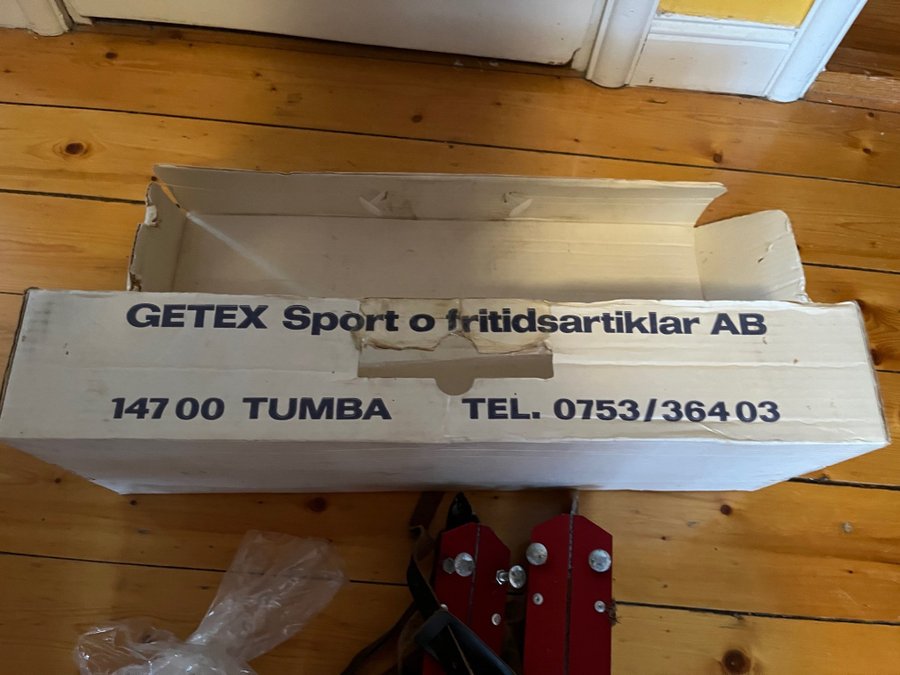 GETEX Sport o fritidsartiklar AB
147 00 TUMBA TEL. 0753/364 03